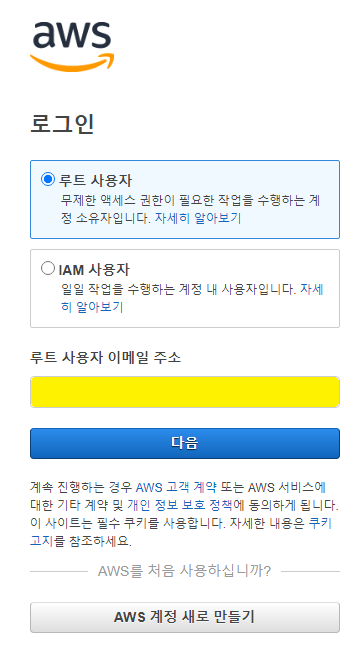 aws
로그인
루트 사용자
무제한 액세스 권한이 필요한 작업을 수행하는 계
정 소유자입니다. 자세히 알아보기
IAM 사용자
일일 작업을 수행하는 계정 내 사용자입니다. 자세
히 알아보기
루트 사용자 이메일 주소
다음
계속 진행하는 경우 AWS 고객 계약 또는 AWS 서비스에
대한 기타 계약 및 개인 정보 보호 정책에 동의하게 됩니다.
이 사이트는 필수 쿠키를 사용합니다. 자세한 내용은 쿠키
고지를 참조하세요.
AWS를 처음 사용하십니까?
AWS 계정 새로 만들기